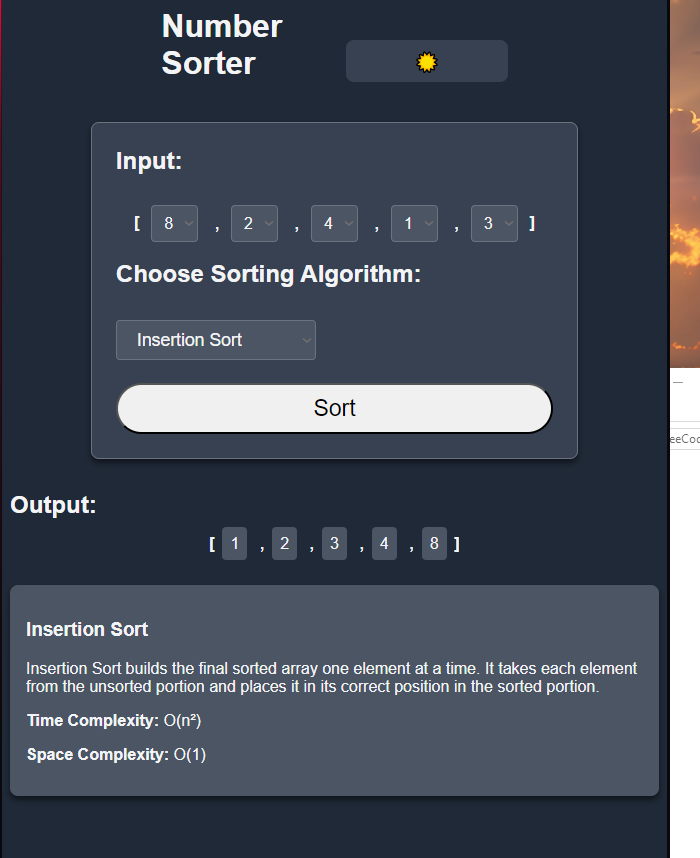 Number
Sorter
Input:
[ 8 , 2 , 4 , 1 , 3 ]
Choose Sorting Algorithm:
Insertion Sort
Sort
Output:
[ 1 , 2 , 3 , 4 , 8 ]
Insertion Sort
Insertion Sort builds the final sorted array one element at a time. It takes each element
from the unsorted portion and places it in its correct position in the sorted portion.
Time Complexity: O(n²)
Space Complexity: O(1)